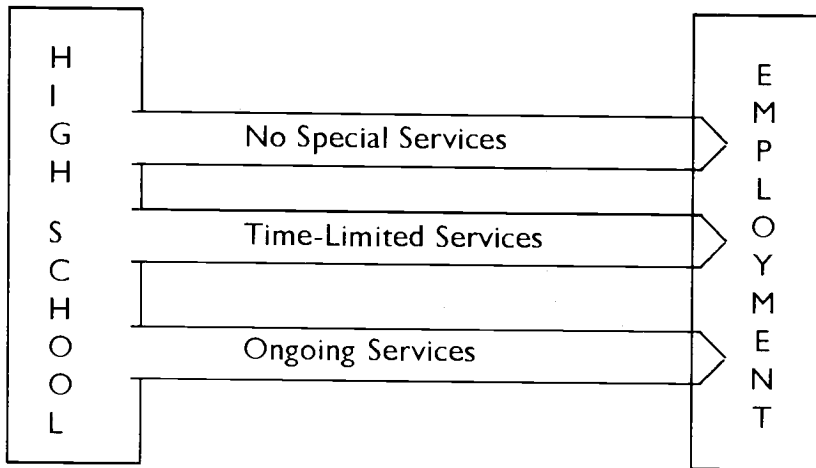 HIGH SCHOOL
No Special Services
Time-Limited Services
Ongoing Services
EMPLOYMENT